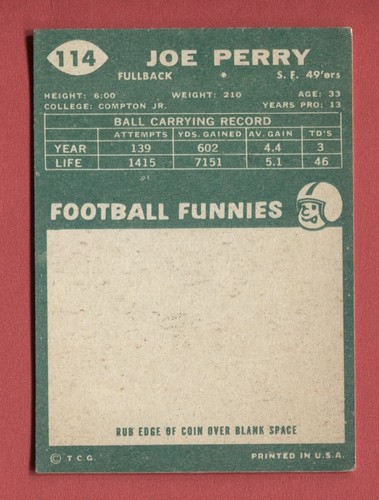 114 JOE PERRY
FULLBACK • S. F. 49'ers
HEIGHT: 6:00 WEIGHT: 210 AGE: 33
COLLEGE: COMPTON JR. YEARS PRO: 13
BALL CARRYING RECORD
ATTEMPTS YDS. GAINED AV. GAIN TD'S
YEAR 139 602 4.4 3
LIFE 1415 7151 5.1 46
FOOTBALL FUNNIES
RUB EDGE OF COIN OVER BLANK SPACE
© T.C.G. PRINTED IN U.S.A.